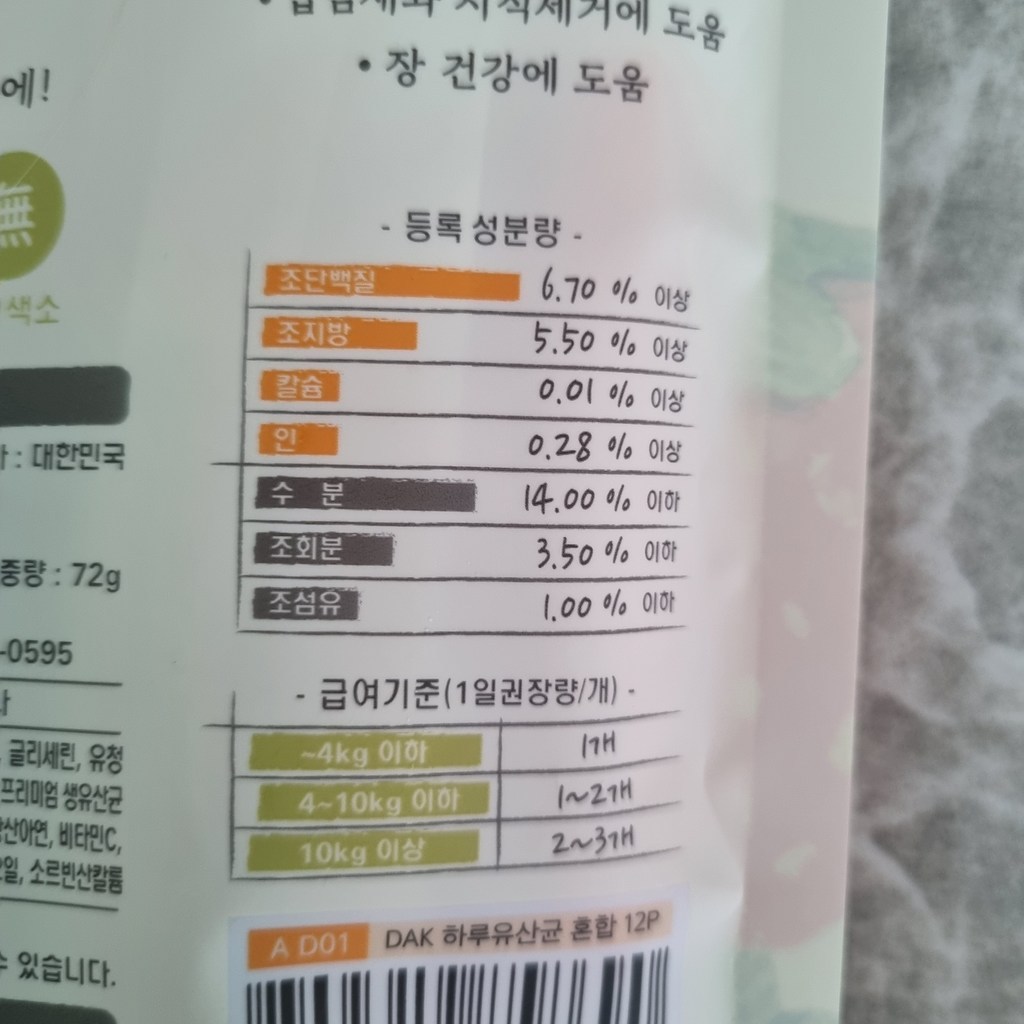 도움
• 장 건강에 도움
에!
無
색소
- 등록 성분량 -
조단백질 6.70 % 이상
조지방 5.50 % 이상
칼슘 0.01 % 이상
인 0.28 % 이상
수 분 14.00 % 이하
조회분 3.50 % 이하
조섬유 1.00 % 이하
: 대한민국
중량 : 72g
-0595
- 급여기준(1일권장량/개) -
~4kg 이하 1개
4~10kg 이하 1~2개
10kg 이상 2~3개
, 글리세린, 유청
프리미엄 생유산균
산아연, 비타민C,
일, 소르빈산칼륨
수 있습니다.
A D01 DAK 하루유산균 혼합 12P